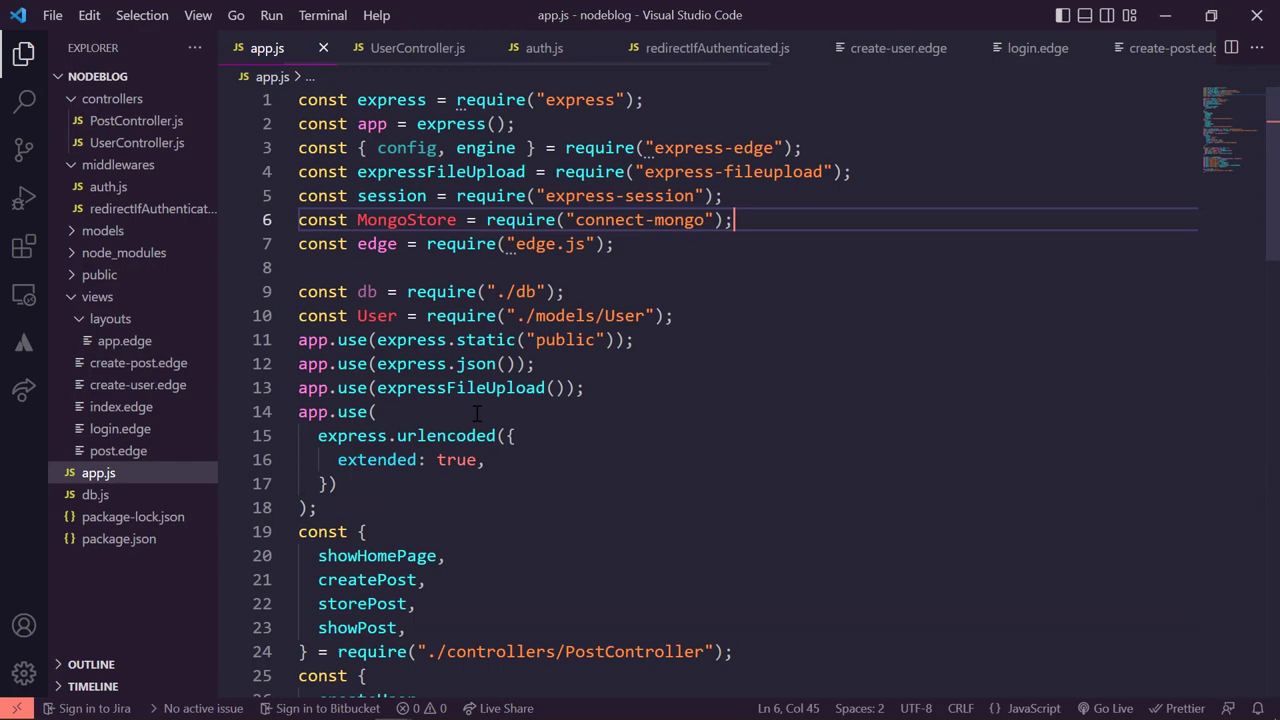 File Edit Selection View Go Run Terminal Help
app.js - nodeblog - Visual Studio Code
EXPLORER
NODEBLOG
controllers
PostController.js
UserController.js
middlewares
auth.js
redirectIfAuthenticat...
models
node_modules
public
views
layouts
app.edge
create-post.edge
create-user.edge
index.edge
login.edge
post.edge
JS app.js
JS db.js
{} package-lock.json
{} package.json
OUTLINE
TIMELINE
JS app.js JS UserController.js JS auth.js JS redirectIfAuthenticated.js create-user.edge login.edge create-post.edg
JS app.js > ...
1 const express = require("express");
2 const app = express();
3 const { config, engine } = require("express-edge");
4 const expressFileUpload = require("express-fileupload");
5 const session = require("express-session");
6 const MongoStore = require("connect-mongo");
7 const edge = require("edge.js");
8
9 const db = require("./db");
10 const User = require("./models/User");
11 app.use(express.static("public"));
12 app.use(express.json());
13 app.use(expressFileUpload());
14 app.use(
15 express.urlencoded({
16 extended: true,
17 })
18 );
19 const {
20 showHomePage,
21 createPost,
22 storePost,
23 showPost,
24 } = require("./controllers/PostController");
25 const {
Sign in to Jira No active issue Sign in to Bitbucket 0 0 Live Share Ln 6, Col 45 Spaces: 2 UTF-8 CRLF {} JavaScript Go Live Prettier